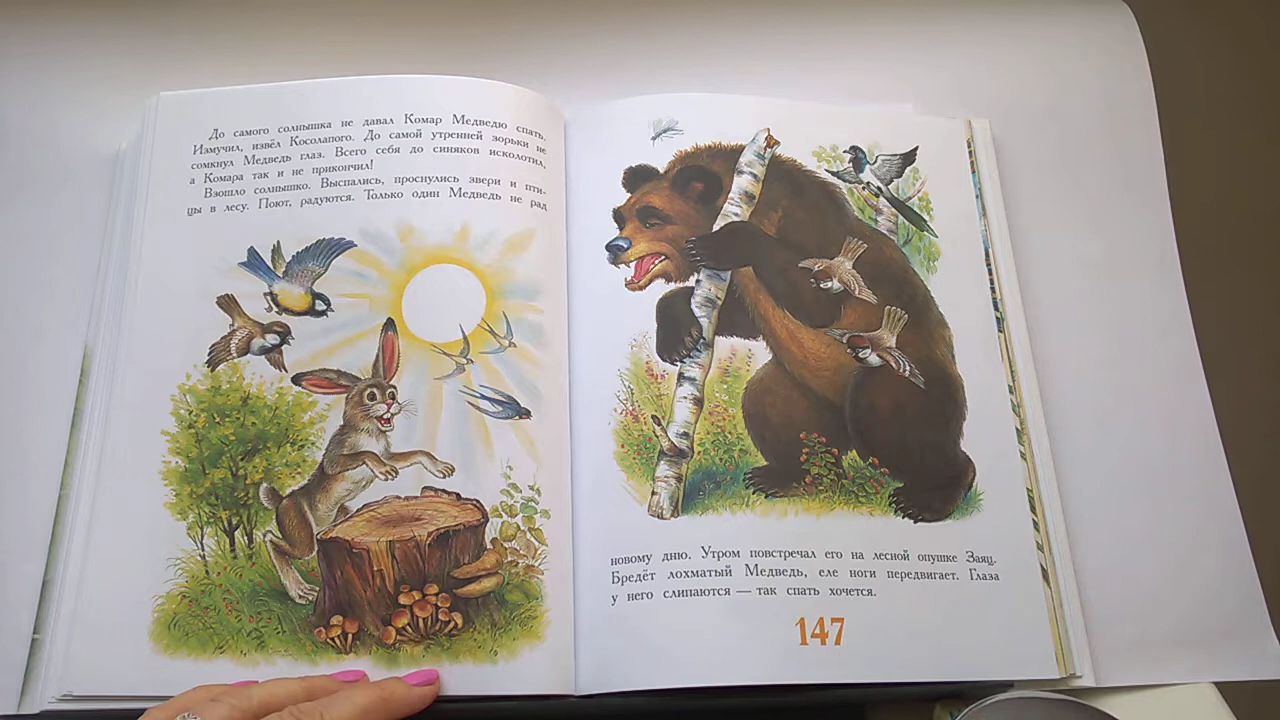 До самого солнышка не давал Комар Медведю спать.
Измучил, извёл Косолапого. До самой утренней зорьки не
сомкнул Медведь глаз. Всего себя до синяков исколотил,
а Комара так и не прикончил!
Взошло солнышко. Выспались, проснулись звери и пти-
цы в лесу. Поют, радуются. Только один Медведь не рад
новому дню. Утром повстречал его на лесной опушке Заяц.
Бредёт лохматый Медведь, еле ноги передвигает. Глаза
у него слипаются — так спать хочется.
147